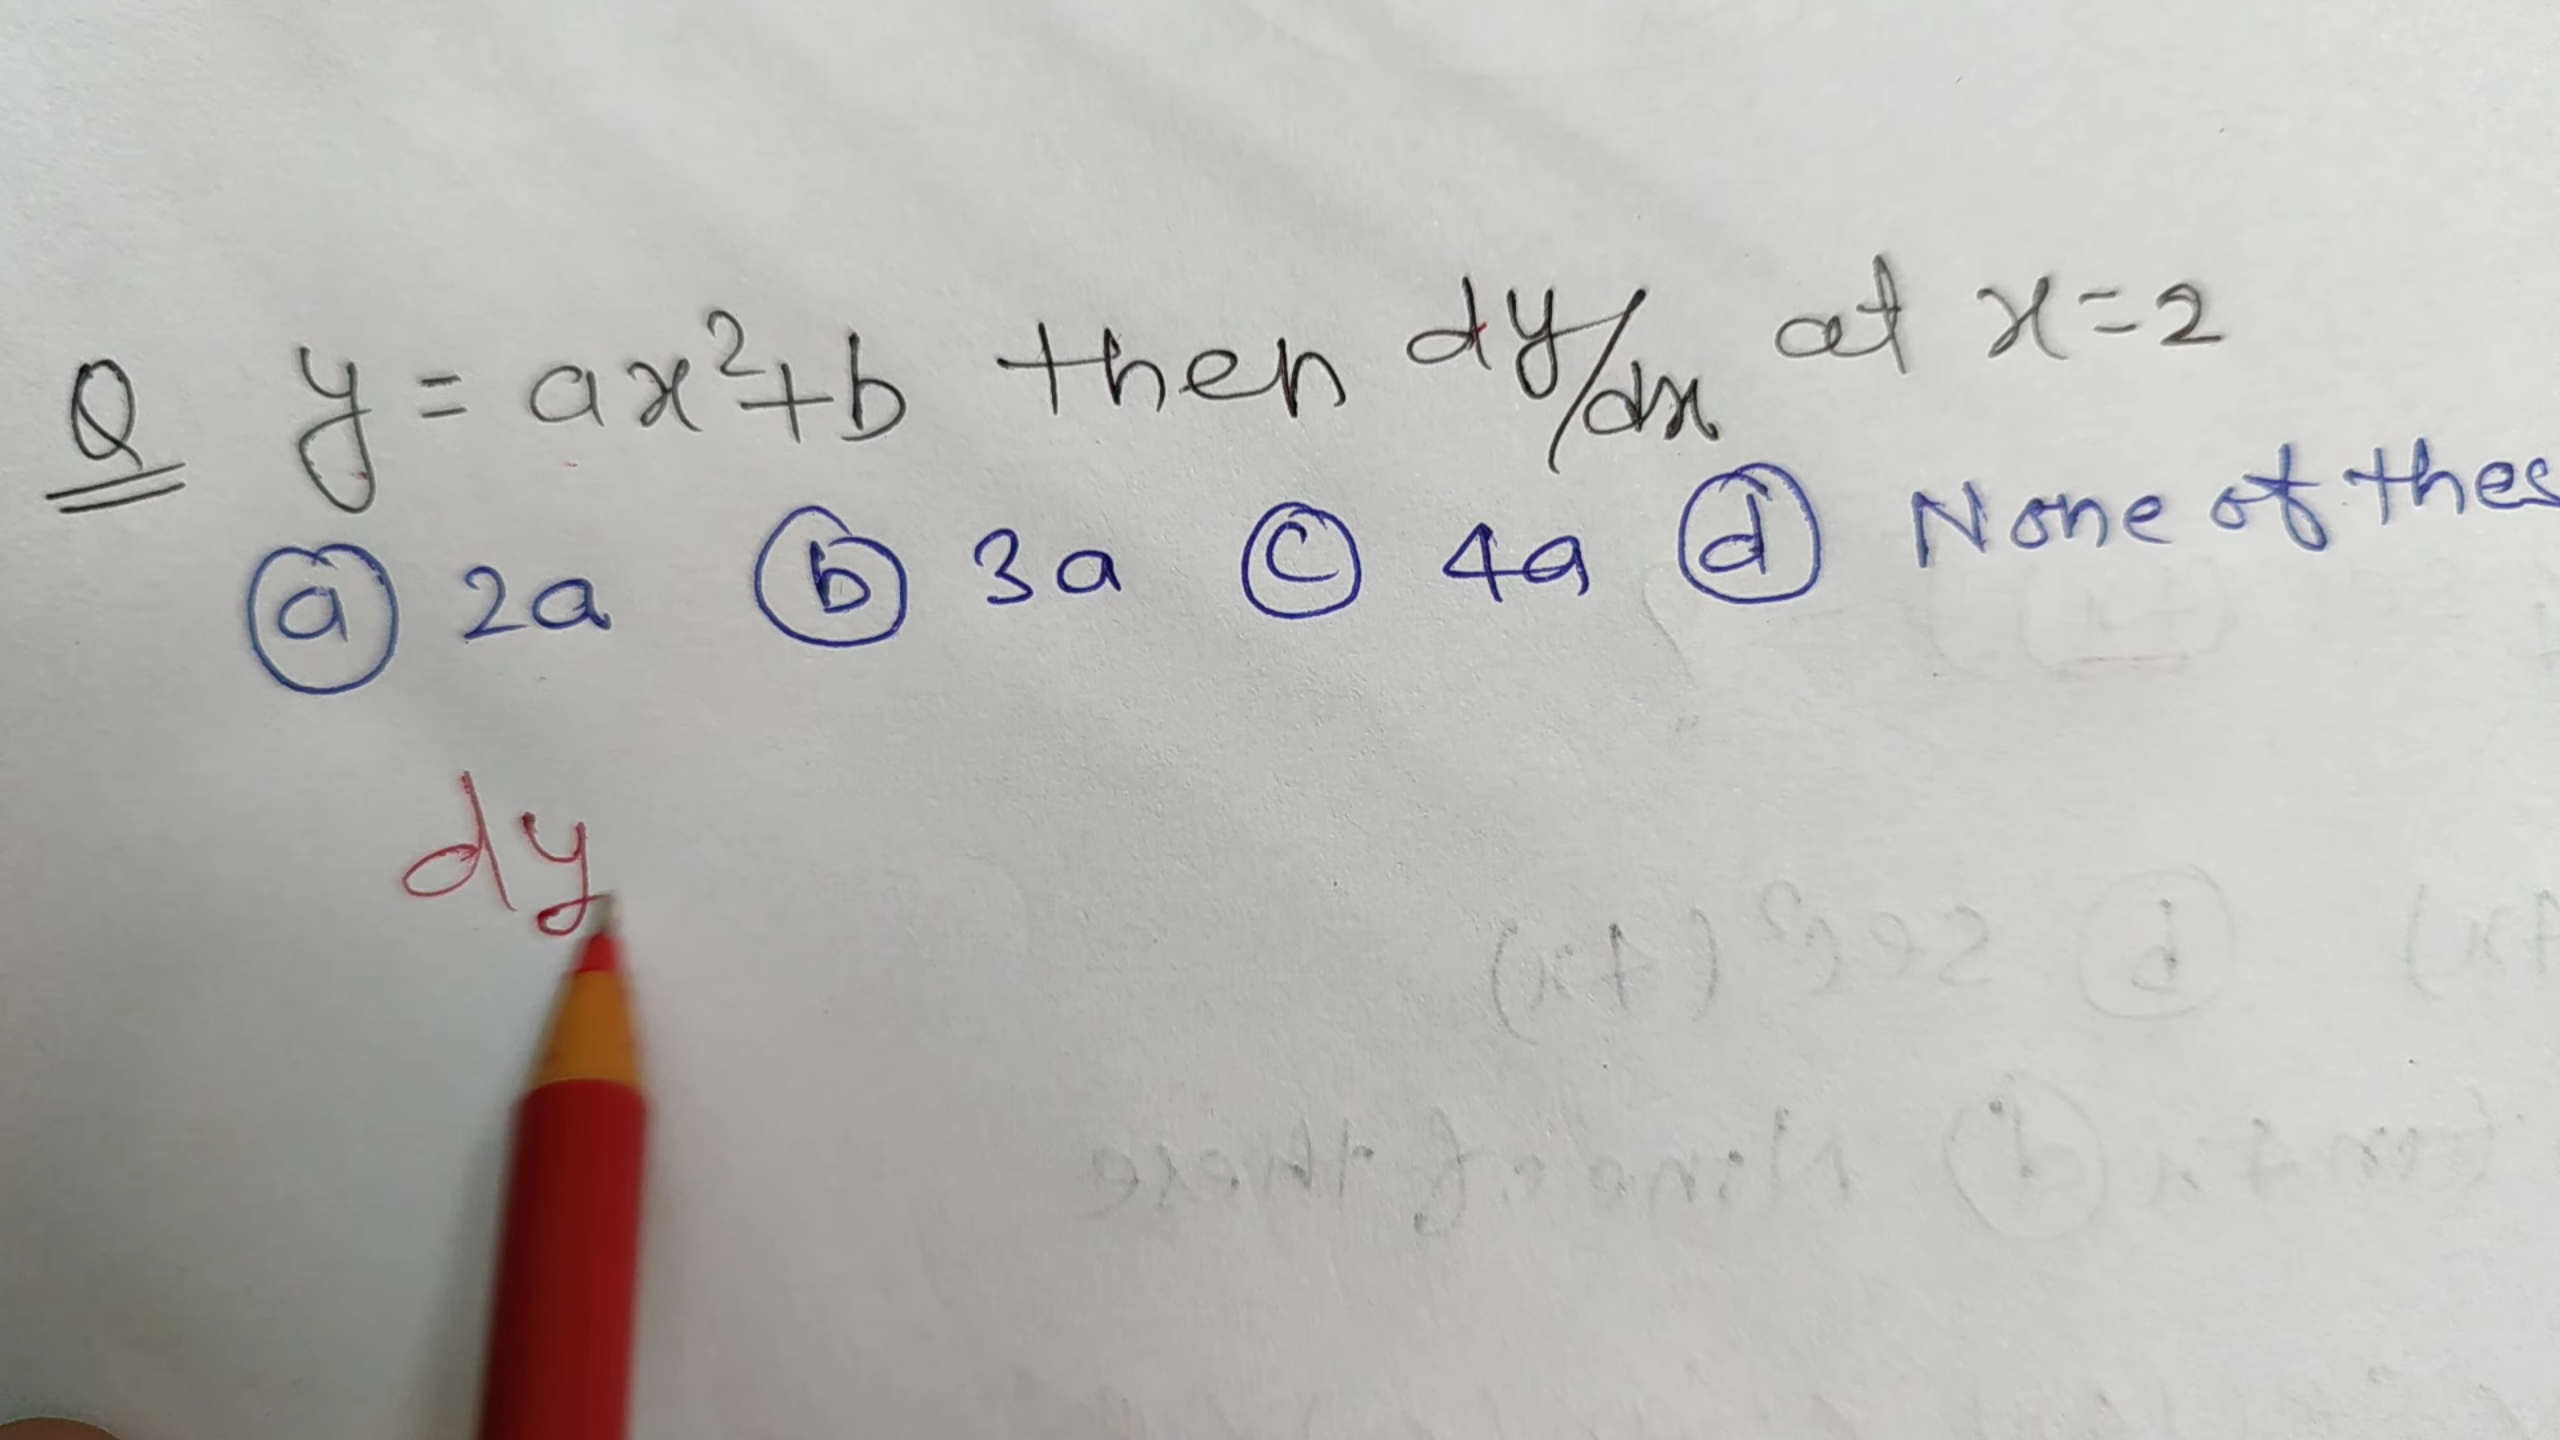 Q y = ax²+b then dy/dx at x=2
ⓐ 2a ⓑ 3a ⓒ 4a ⓓ None of thes
dy